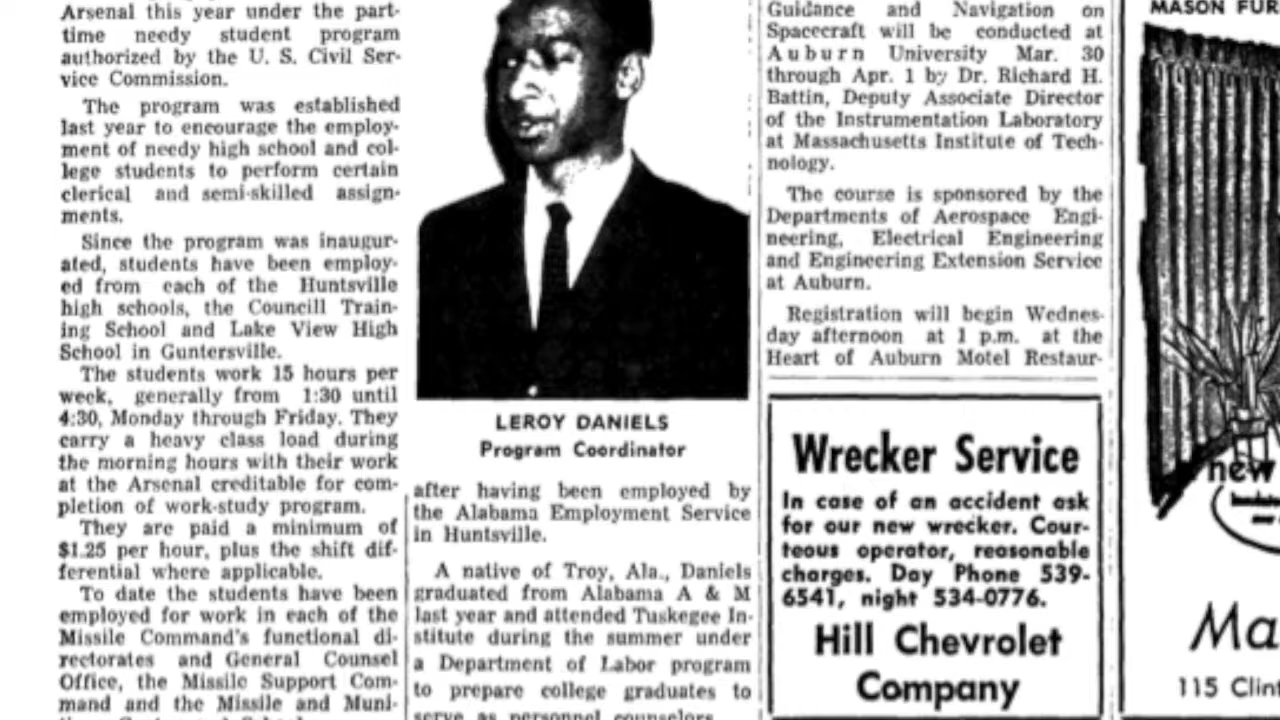 Arsenal this year under the part-
time needy student program
authorized by the U. S. Civil Ser-
vice Commission.
The program was established
last year to encourage the employ-
ment of needy high school and col-
lege students to perform certain
clerical and semi-skilled assign-
ments.
Since the program was inaugur-
ated, students have been employ-
ed from each of the Huntsville
high schools, the Councill Train-
ing School and Lake View High
School in Guntersville.
The students work 15 hours per
week, generally from 1:30 until
4:30, Monday through Friday. They
carry a heavy class load during
the morning hours with their work
at the Arsenal creditable for com-
pletion of work-study program.
They are paid a minimum of
$1.25 per hour, plus the shift dif-
ferential where applicable.
To date the students have been
employed for work in each of the
Missile Command's functional di-
rectorates and General Counsel
Office, the Missile Support Com-
mand and the Missile and Muni-
LEROY DANIELS
Program Coordinator
after having been employed by
the Alabama Employment Service
in Huntsville.
A native of Troy, Ala., Daniels
graduated from Alabama A & M
last year and attended Tuskegee In-
stitute during the summer under
a Department of Labor program
to prepare college graduates to
serve as personnel counselors.
Guidance and Navigation on
Spacecraft will be conducted at
Auburn University Mar. 30
through Apr. 1 by Dr. Richard H.
Battin, Deputy Associate Director
of the Instrumentation Laboratory
at Massachusetts Institute of Tech-
nology.
The course is sponsored by the
Departments of Aerospace Engi-
neering, Electrical Engineering
and Engineering Extension Service
at Auburn.
Registration will begin Wednes-
day afternoon at 1 p.m. at the
Heart of Auburn Motel Restaur-
Wrecker Service
In case of an accident ask
for our new wrecker. Cour-
teous operator, reasonable
charges. Day Phone 539-
6541, night 534-0776.
Hill Chevrolet
Company
MASON FUR
new
Ma
115 Clin